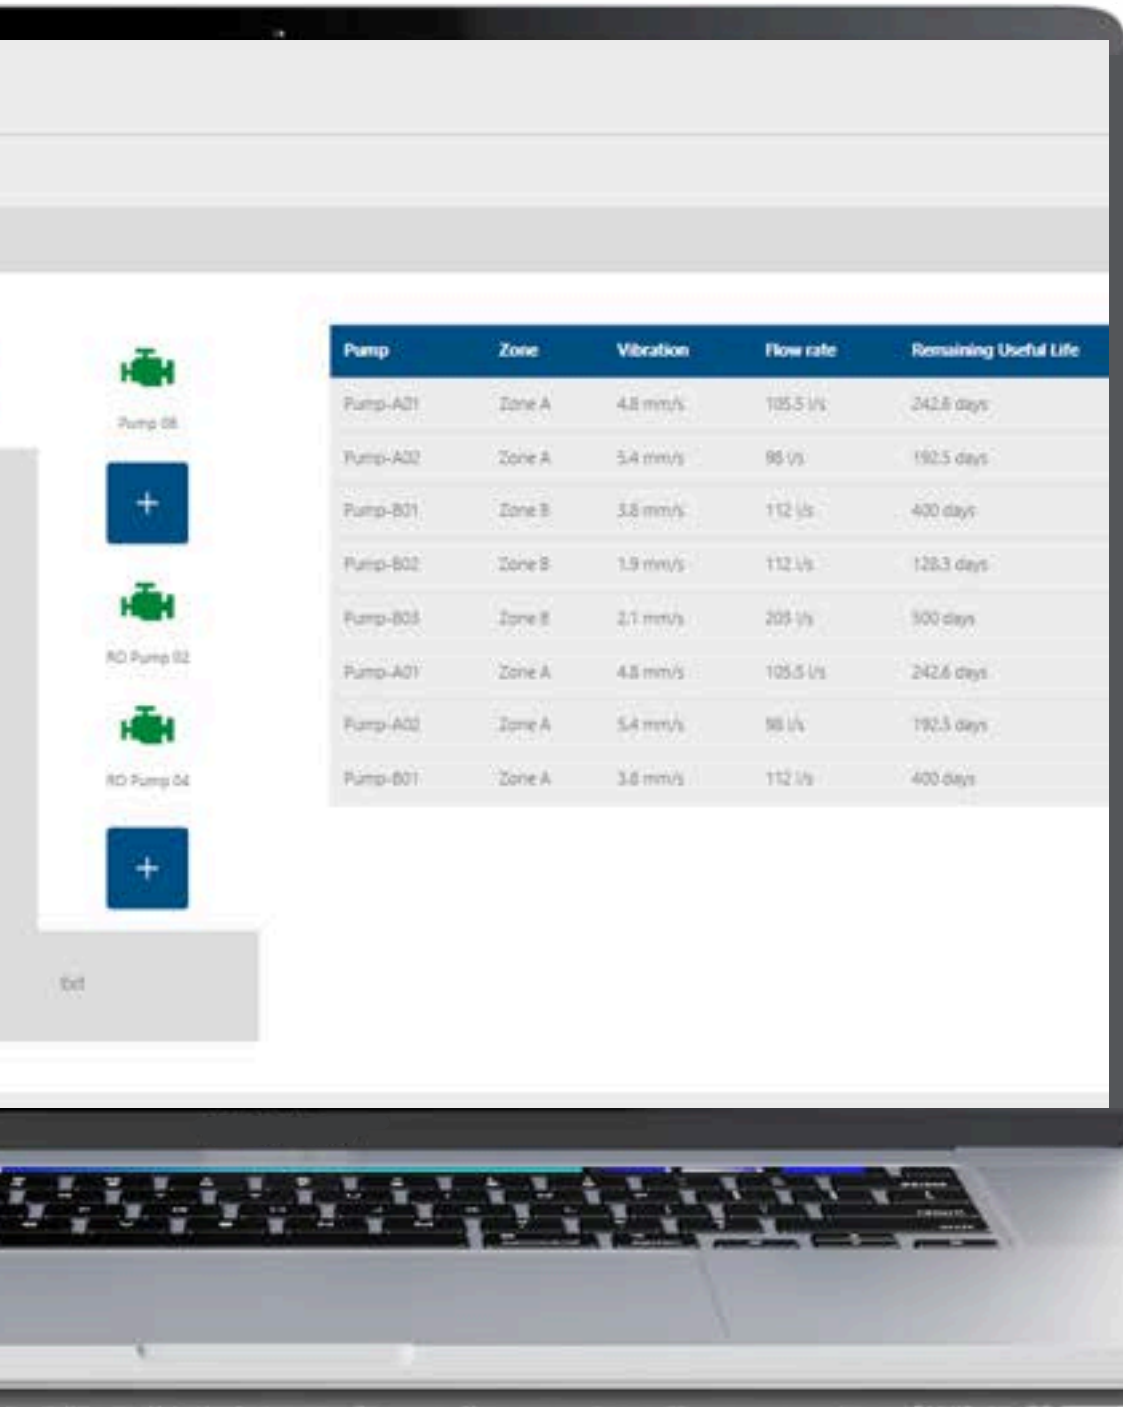 Pump Zone Vibration Flow rate Remaining Useful Life
Pump-A01 Zone A 4.8 mm/s 105.5 l/s 242.6 days
Pump-A02 Zone A 5.4 mm/s 98 l/s 192.5 days
Pump-B01 Zone B 3.8 mm/s 112 l/s 400 days
Pump-B02 Zone B 1.9 mm/s 112 l/s 128.3 days
Pump-B03 Zone B 2.1 mm/s 205 l/s 500 days
Pump-A01 Zone A 4.8 mm/s 105.5 l/s 242.6 days
Pump-A02 Zone A 5.4 mm/s 98 l/s 192.5 days
Pump-B01 Zone A 3.8 mm/s 112 l/s 400 days
Pump 08
+
RO Pump 02
RO Pump 04
+
Exit